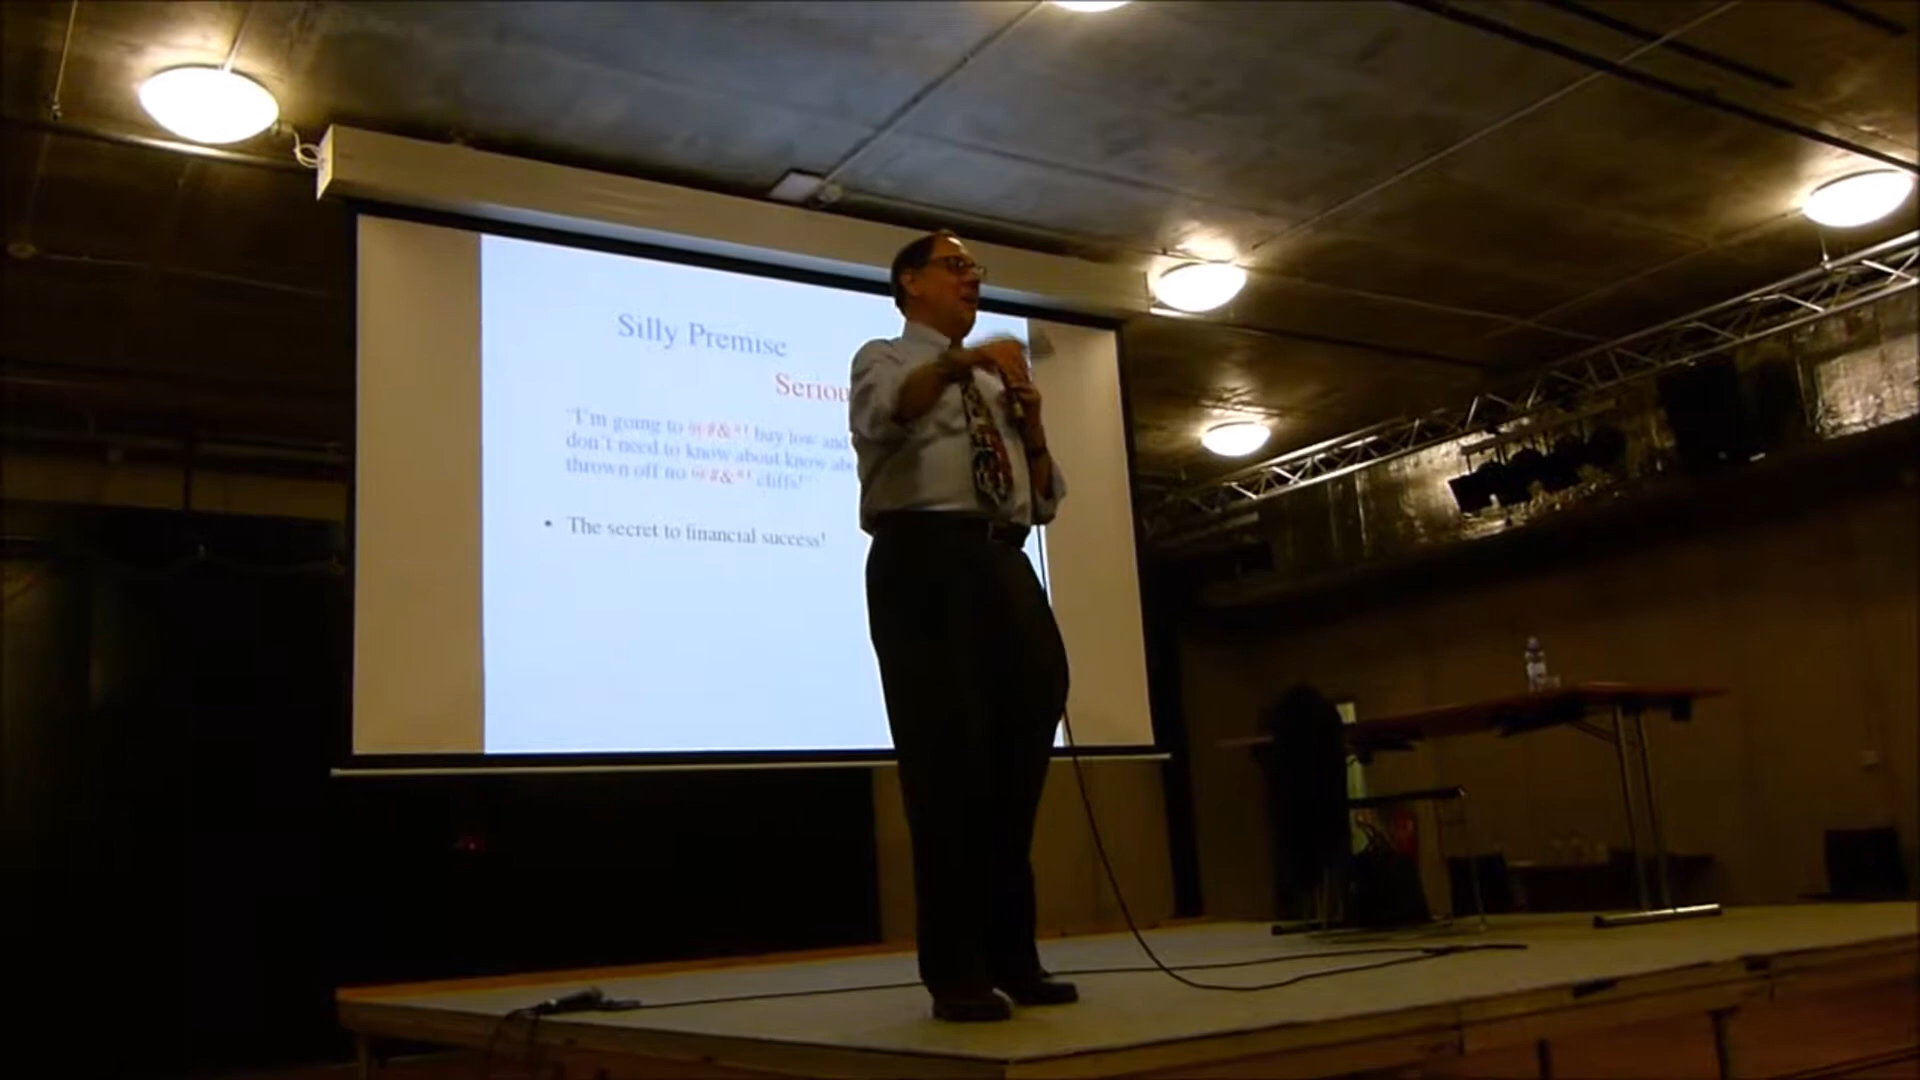 Silly Premise
Seriou
"I'm going to %#&*! buy low and
don't need to know about know abo
thrown off no %#&*! cliffs!"
• The secret to financial success!